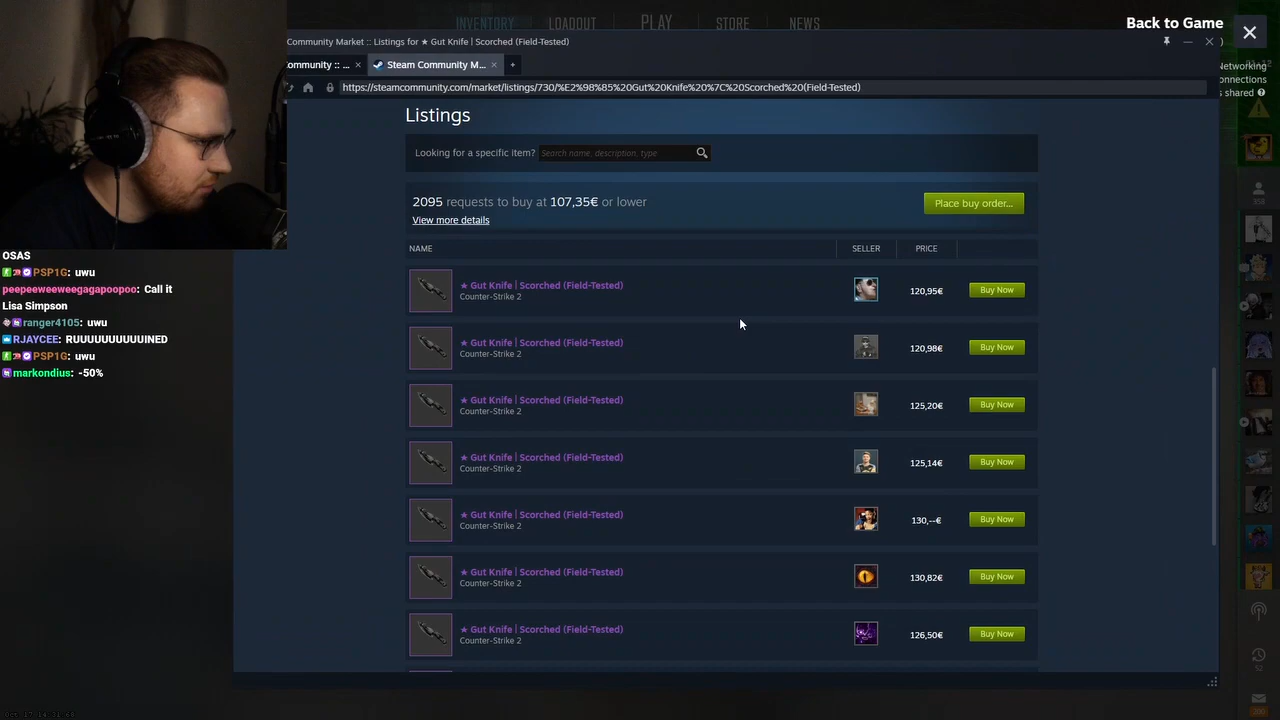 INVENTORY LOADOUT PLAY STORE NEWS
Back to Game
Community Market :: Listings for ★ Gut Knife | Scorched (Field-Tested)
ommunity :: ...
Steam Community M...
https://steamcommunity.com/market/listings/730/%E2%98%85%20Gut%20Knife%20%7C%20Scorched%20(Field-Tested)
Networking
onnections
s shared
Listings
Looking for a specific item? Search name, description, type
2095 requests to buy at 107,35€ or lower
View more details
Place buy order...
NAME SELLER PRICE
★ Gut Knife | Scorched (Field-Tested)
Counter-Strike 2
120,95€ Buy Now
★ Gut Knife | Scorched (Field-Tested)
Counter-Strike 2
120,98€ Buy Now
★ Gut Knife | Scorched (Field-Tested)
Counter-Strike 2
125,20€ Buy Now
★ Gut Knife | Scorched (Field-Tested)
Counter-Strike 2
125,14€ Buy Now
★ Gut Knife | Scorched (Field-Tested)
Counter-Strike 2
130,--€ Buy Now
★ Gut Knife | Scorched (Field-Tested)
Counter-Strike 2
130,82€ Buy Now
★ Gut Knife | Scorched (Field-Tested)
Counter-Strike 2
126,50€ Buy Now
OSAS
PSP1G: uwu
peepeeweeweegagapoopoo: Call it
Lisa Simpson
ranger4105: uwu
RJAYCEE: RUUUUUUUUUINED
PSP1G: uwu
markondius: -50%